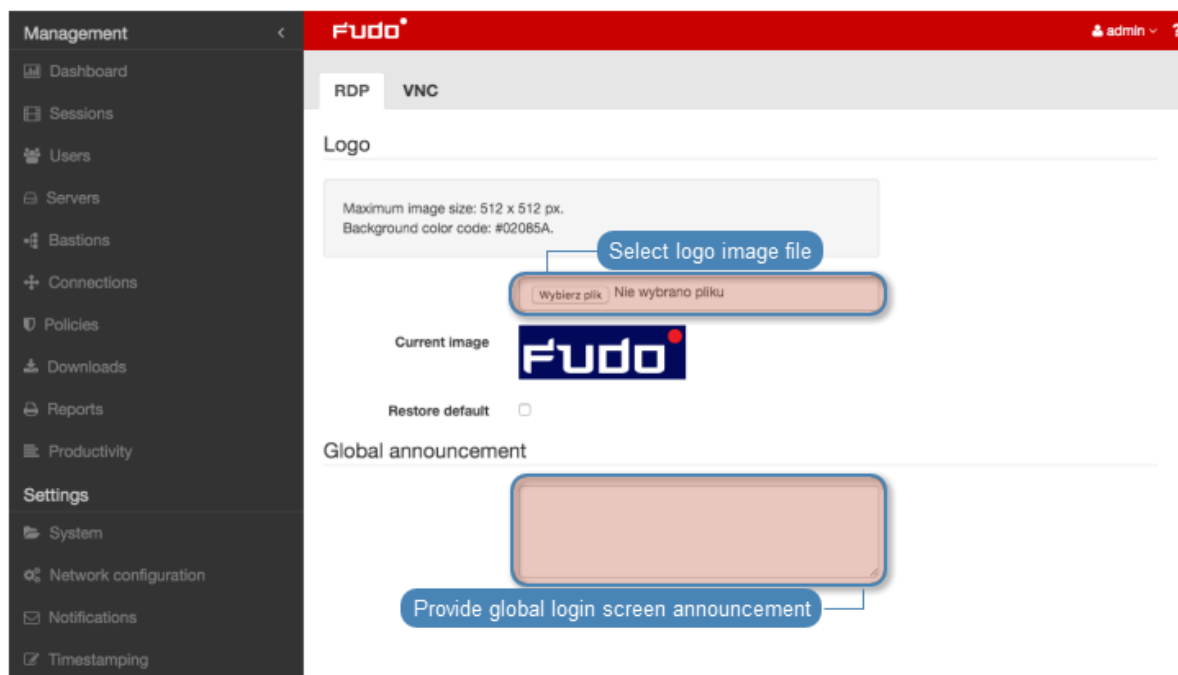 Management
Fudo
admin
?
Dashboard
RDP
VNC
Sessions
Logo
Users
Servers
Maximum image size: 512 x 512 px.
Background color code: #02085A.
Bastions
Select logo image file
Connections
Wybierz plik Nie wybrano pliku
Policies
Current image
Fudo
Downloads
Reports
Restore default
Productivity
Global announcement
Settings
System
Network configuration
Provide global login screen announcement
Notifications
Timestamping